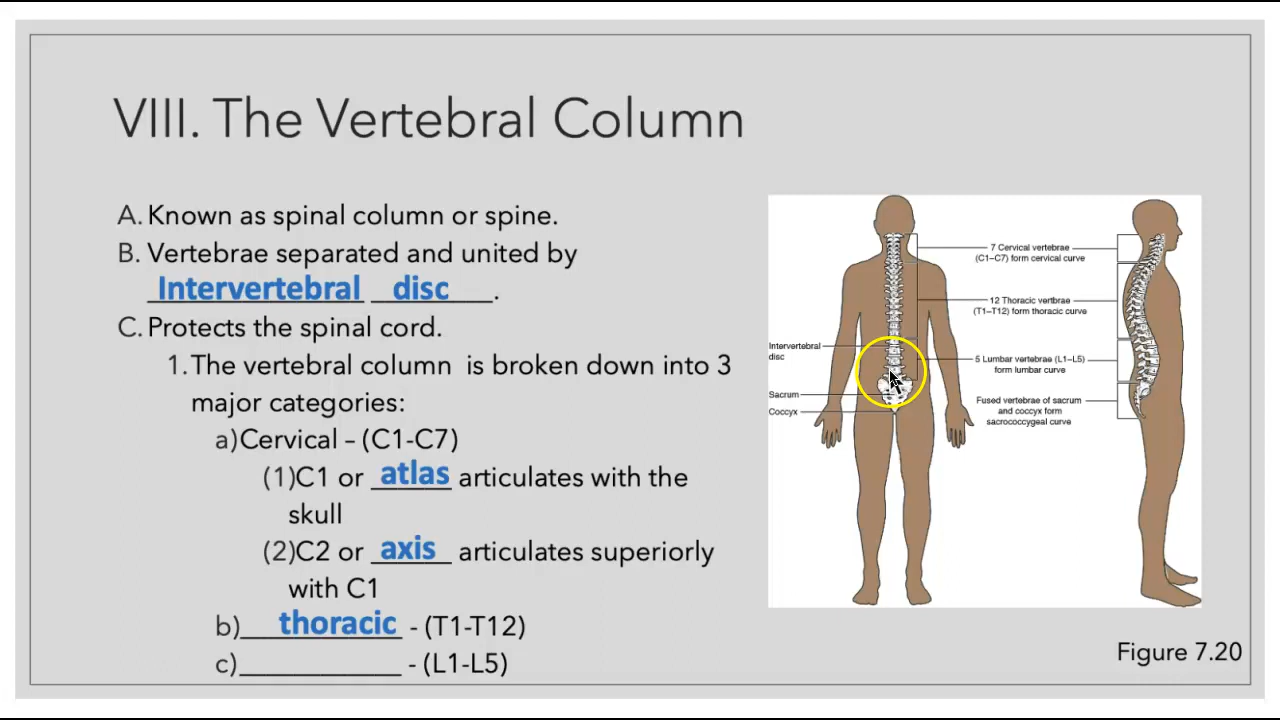 VIII. The Vertebral Column
A. Known as spinal column or spine.
B. Vertebrae separated and united by
Intervertebral disc.
C. Protects the spinal cord.
1. The vertebral column is broken down into 3
major categories:
a) Cervical – (C1-C7)
(1) C1 or atlas articulates with the
skull
(2) C2 or axis articulates superiorly
with C1
b) thoracic - (T1-T12)
c)____________ - (L1-L5)
7 Cervical vertebrae
(C1–C7) form cervical curve
12 Thoracic vertbrae
(T1–T12) form thoracic curve
Intervertebral
disc
5 Lumbar vertebrae (L1–L5)
form lumbar curve
Sacrum
Coccyx
Fused vertebrae of sacrum
and coccyx form
sacrococcygeal curve
Figure 7.20